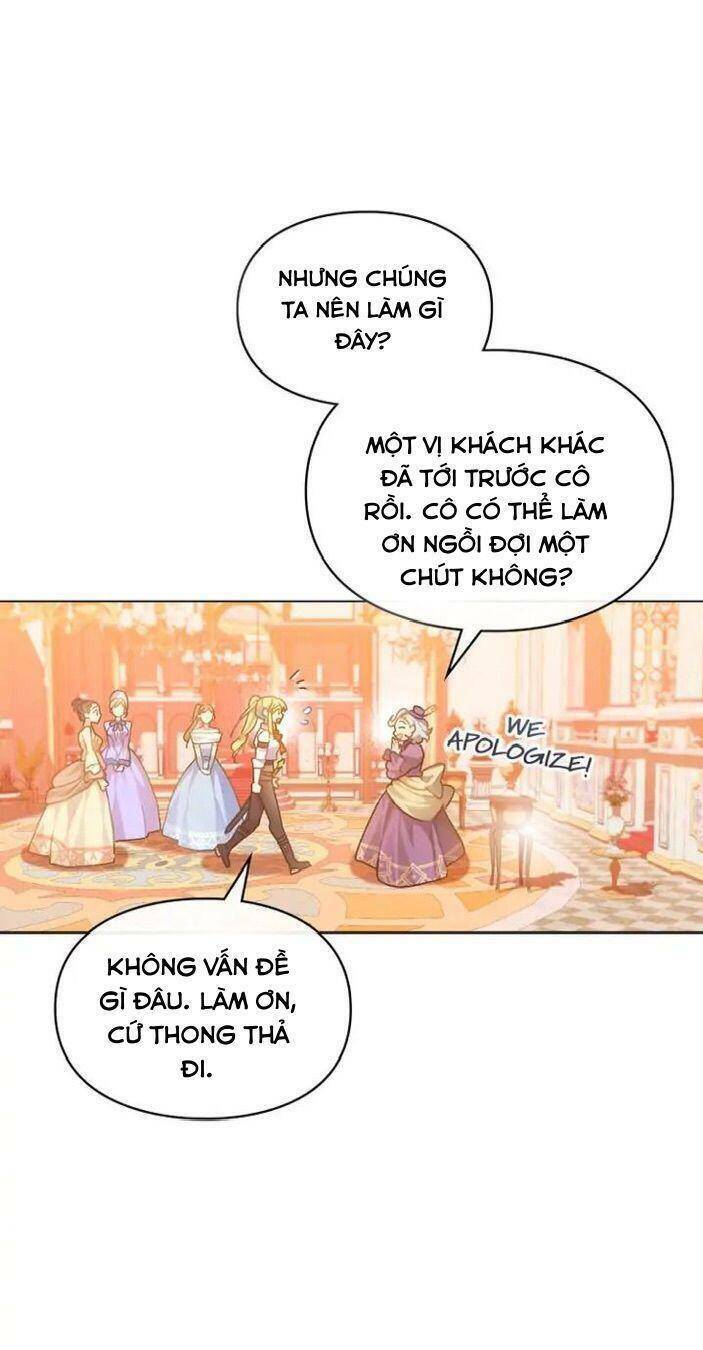 NHƯNG CHÚNG
TA NÊN LÀM GÌ
ĐÂY?
MỘT VỊ KHÁCH KHÁC
ĐÃ TỚI TRƯỚC CÔ
RỒI. CÔ CÓ THỂ LÀM
ƠN NGỒI ĐỢI MỘT
CHÚT KHÔNG?
WE
APOLOGIZE!
KHÔNG VẤN ĐỀ
GÌ ĐÂU. LÀM ƠN,
CỨ THONG THẢ
ĐI.